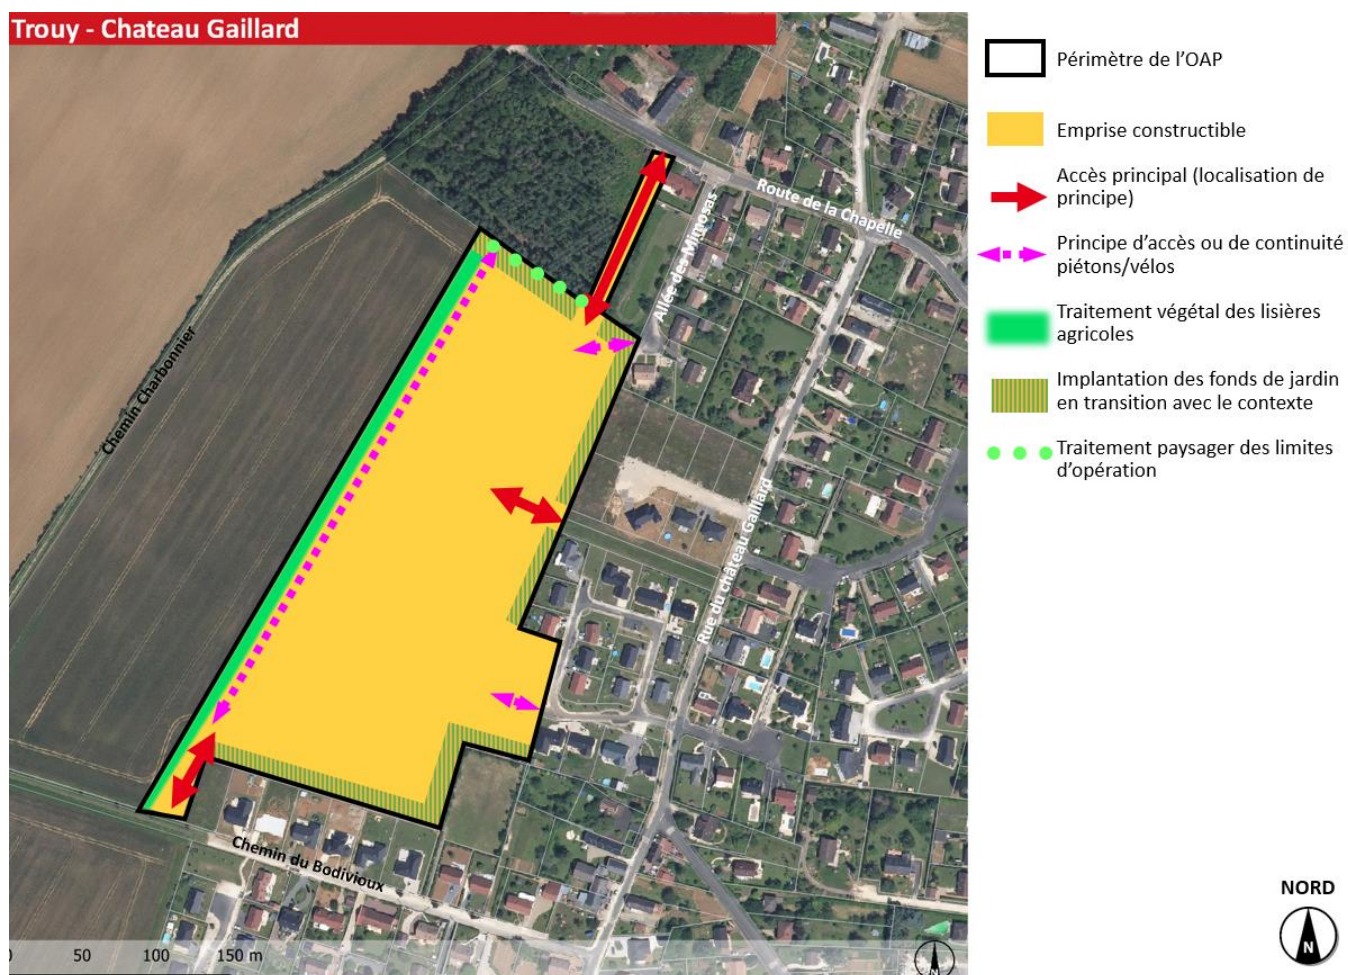 Trouy - Chateau Gaillard
Périmètre de l’OAP
Emprise constructible
Accès principal (localisation de
principe)
Principe d’accès ou de continuité
piétons/vélos
Traitement végétal des lisières
agricoles
Implantation des fonds de jardin
en transition avec le contexte
Traitement paysager des limites
d’opération
Route de la Chapelle
Allée des Mimosas
Chemin Charbonnier
Rue du château Gaillard
Chemin du Bodivioux
50 100 150 m
N
NORD
N